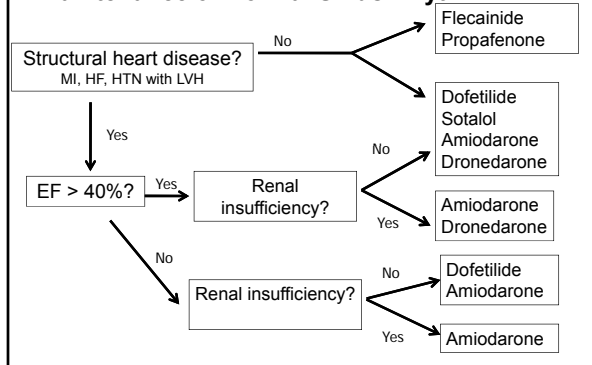 Flecainide
Propafenone
No
Structural heart disease?
MI, HF, HTN with LVH
Dofetilide
Sotalol
Amiodarone
Dronedarone
Yes
No
EF > 40%?
Yes
Renal
insufficiency?
Yes
Amiodarone
Dronedarone
No
Renal insufficiency?
No
Dofetilide
Amiodarone
Yes
Amiodarone